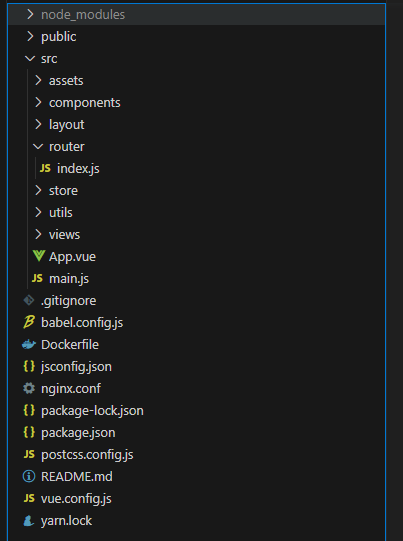 node_modules
public
src
assets
components
layout
router
JS index.js
store
utils
views
App.vue
JS main.js
.gitignore
babel.config.js
Dockerfile
{} jsconfig.json
nginx.conf
{} package-lock.json
{} package.json
JS postcss.config.js
README.md
JS vue.config.js
yarn.lock